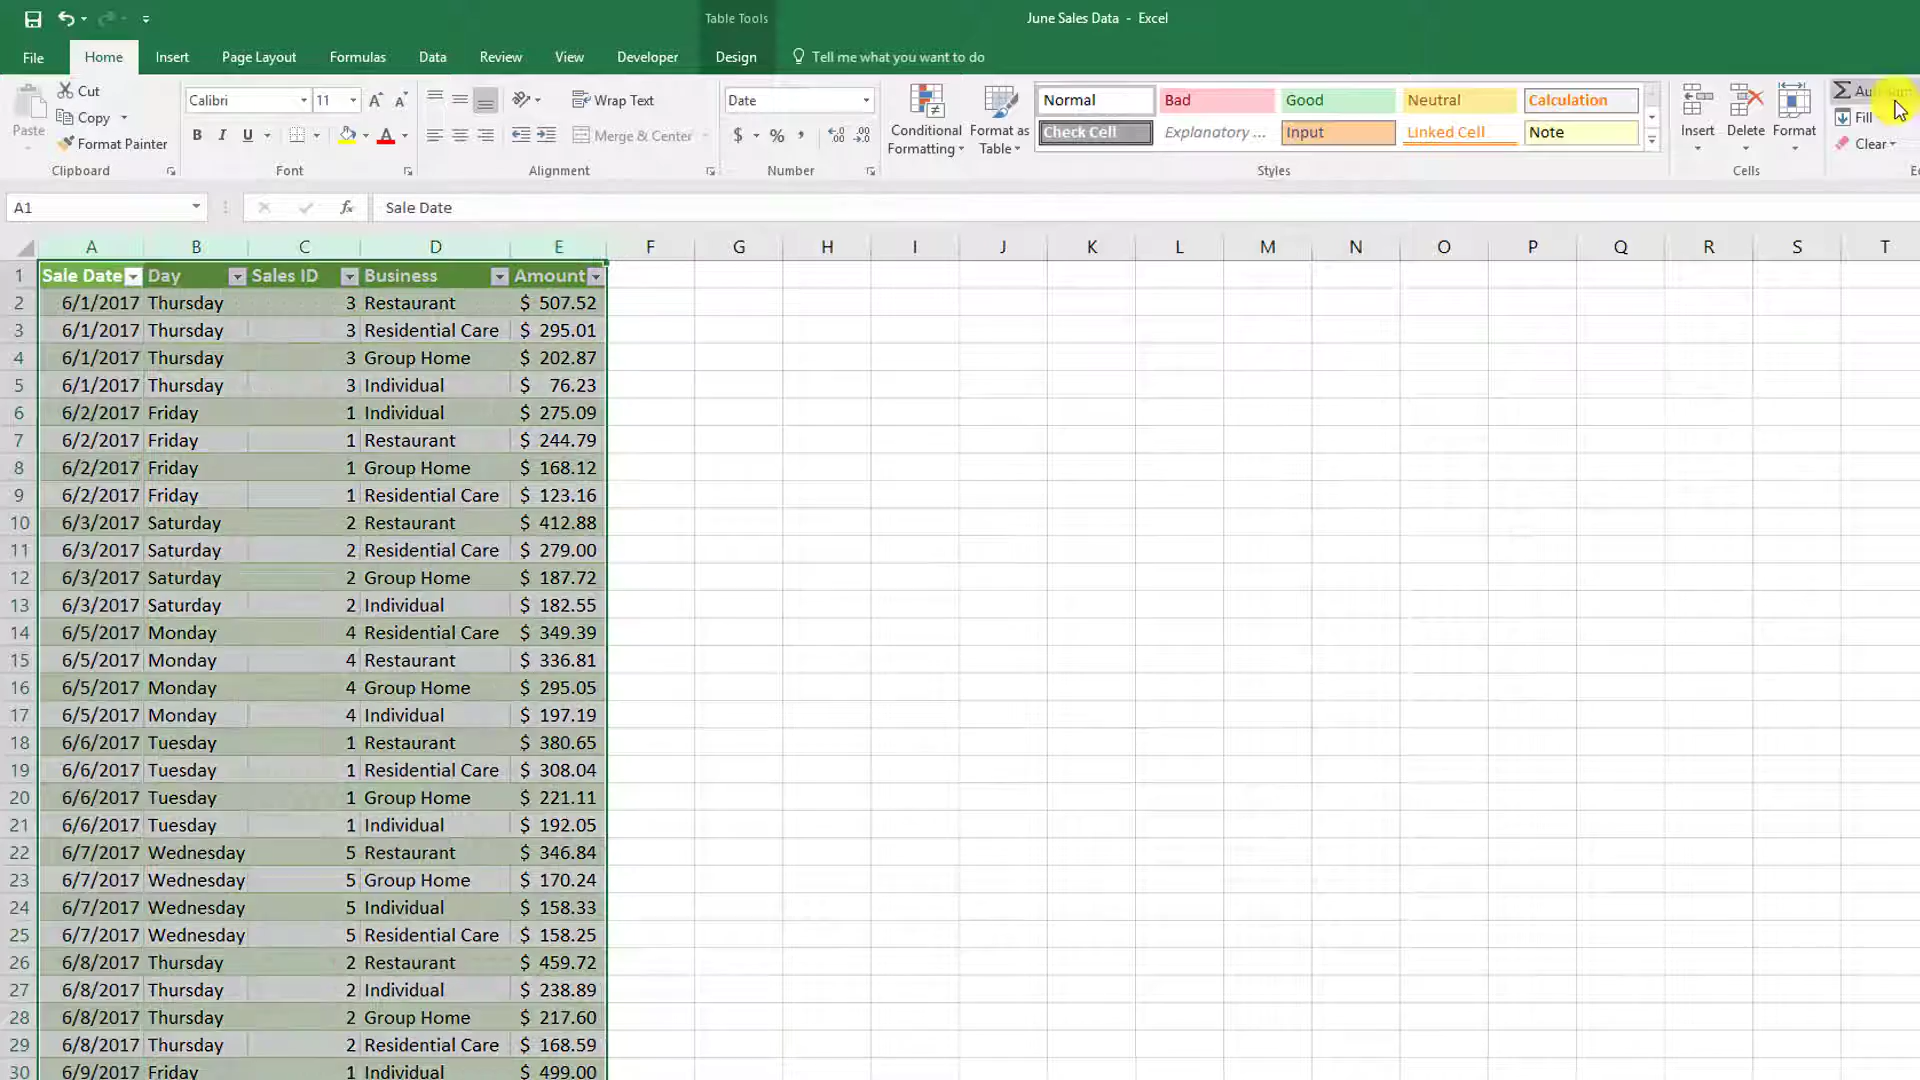 Table Tools
June Sales Data - Excel
File Home Insert Page Layout Formulas Data Review View Developer Design Tell me what you want to do
Cut
Copy
Format Painter
Paste
Clipboard
Calibri 11
B I U
Font
Wrap Text
Merge & Center
Alignment
Date
$ %
Number
Conditional Formatting
Format as Table
Normal Bad Good Neutral Calculation
Check Cell Explanatory ... Input Linked Cell Note
Styles
Insert Delete Format
Cells
Fill
Clear
A1 fx Sale Date
A B C D E F G H I J K L M N O P Q R S T
1 Sale Date Day Sales ID Business Amount
2 6/1/2017 Thursday 3 Restaurant $ 507.52
3 6/1/2017 Thursday 3 Residential Care $ 295.01
4 6/1/2017 Thursday 3 Group Home $ 202.87
5 6/1/2017 Thursday 3 Individual $ 76.23
6 6/2/2017 Friday 1 Individual $ 275.09
7 6/2/2017 Friday 1 Restaurant $ 244.79
8 6/2/2017 Friday 1 Group Home $ 168.12
9 6/2/2017 Friday 1 Residential Care $ 123.16
10 6/3/2017 Saturday 2 Restaurant $ 412.88
11 6/3/2017 Saturday 2 Residential Care $ 279.00
12 6/3/2017 Saturday 2 Group Home $ 187.72
13 6/3/2017 Saturday 2 Individual $ 182.55
14 6/5/2017 Monday 4 Residential Care $ 349.39
15 6/5/2017 Monday 4 Restaurant $ 336.81
16 6/5/2017 Monday 4 Group Home $ 295.05
17 6/5/2017 Monday 4 Individual $ 197.19
18 6/6/2017 Tuesday 1 Restaurant $ 380.65
19 6/6/2017 Tuesday 1 Residential Care $ 308.04
20 6/6/2017 Tuesday 1 Group Home $ 221.11
21 6/6/2017 Tuesday 1 Individual $ 192.05
22 6/7/2017 Wednesday 5 Restaurant $ 346.84
23 6/7/2017 Wednesday 5 Group Home $ 170.24
24 6/7/2017 Wednesday 5 Individual $ 158.33
25 6/7/2017 Wednesday 5 Residential Care $ 158.25
26 6/8/2017 Thursday 2 Restaurant $ 459.72
27 6/8/2017 Thursday 2 Individual $ 238.89
28 6/8/2017 Thursday 2 Group Home $ 217.60
29 6/8/2017 Thursday 2 Residential Care $ 168.59
30 6/9/2017 Friday 1 Individual $ 499.00